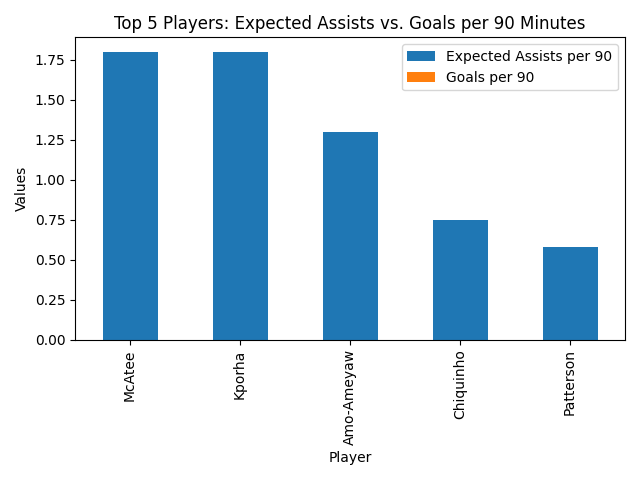 Top 5 Players: Expected Assists vs. Goals per 90 Minutes
Expected Assists per 90
Goals per 90
1.75
1.50
1.25
1.00
0.75
0.50
0.25
0.00
Values
McAtee
Kporha
Amo-Ameyaw
Chiquinho
Patterson
Player